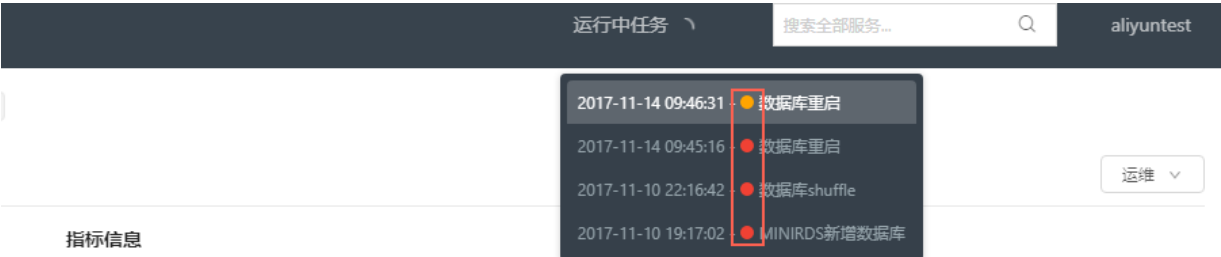 运行中任务 搜索全部服务... aliyuntest
2017-11-14 09:46:31 - 数据库重启
2017-11-14 09:45:16 - 数据库重启
运维
2017-11-10 22:16:42 - 数据库shuffle
2017-11-10 19:17:02 - MINIRDS新增数据库
指标信息